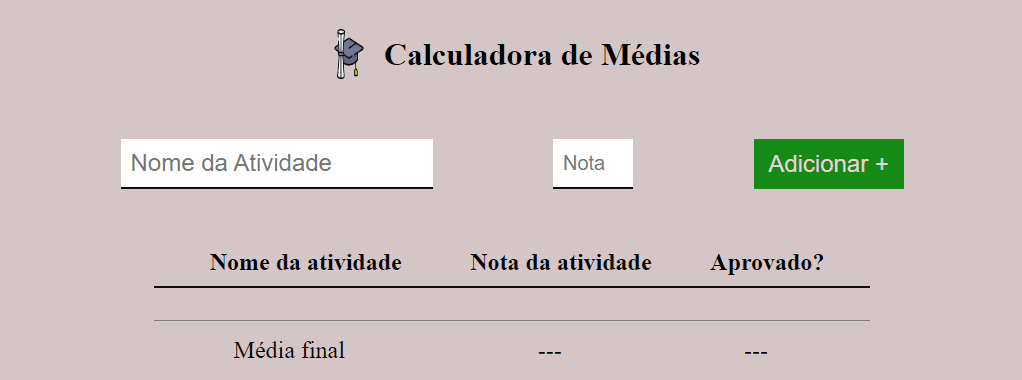 Calculadora de Médias
Nome da Atividade Nota Adicionar +
Nome da atividade Nota da atividade Aprovado?
Média final --- ---